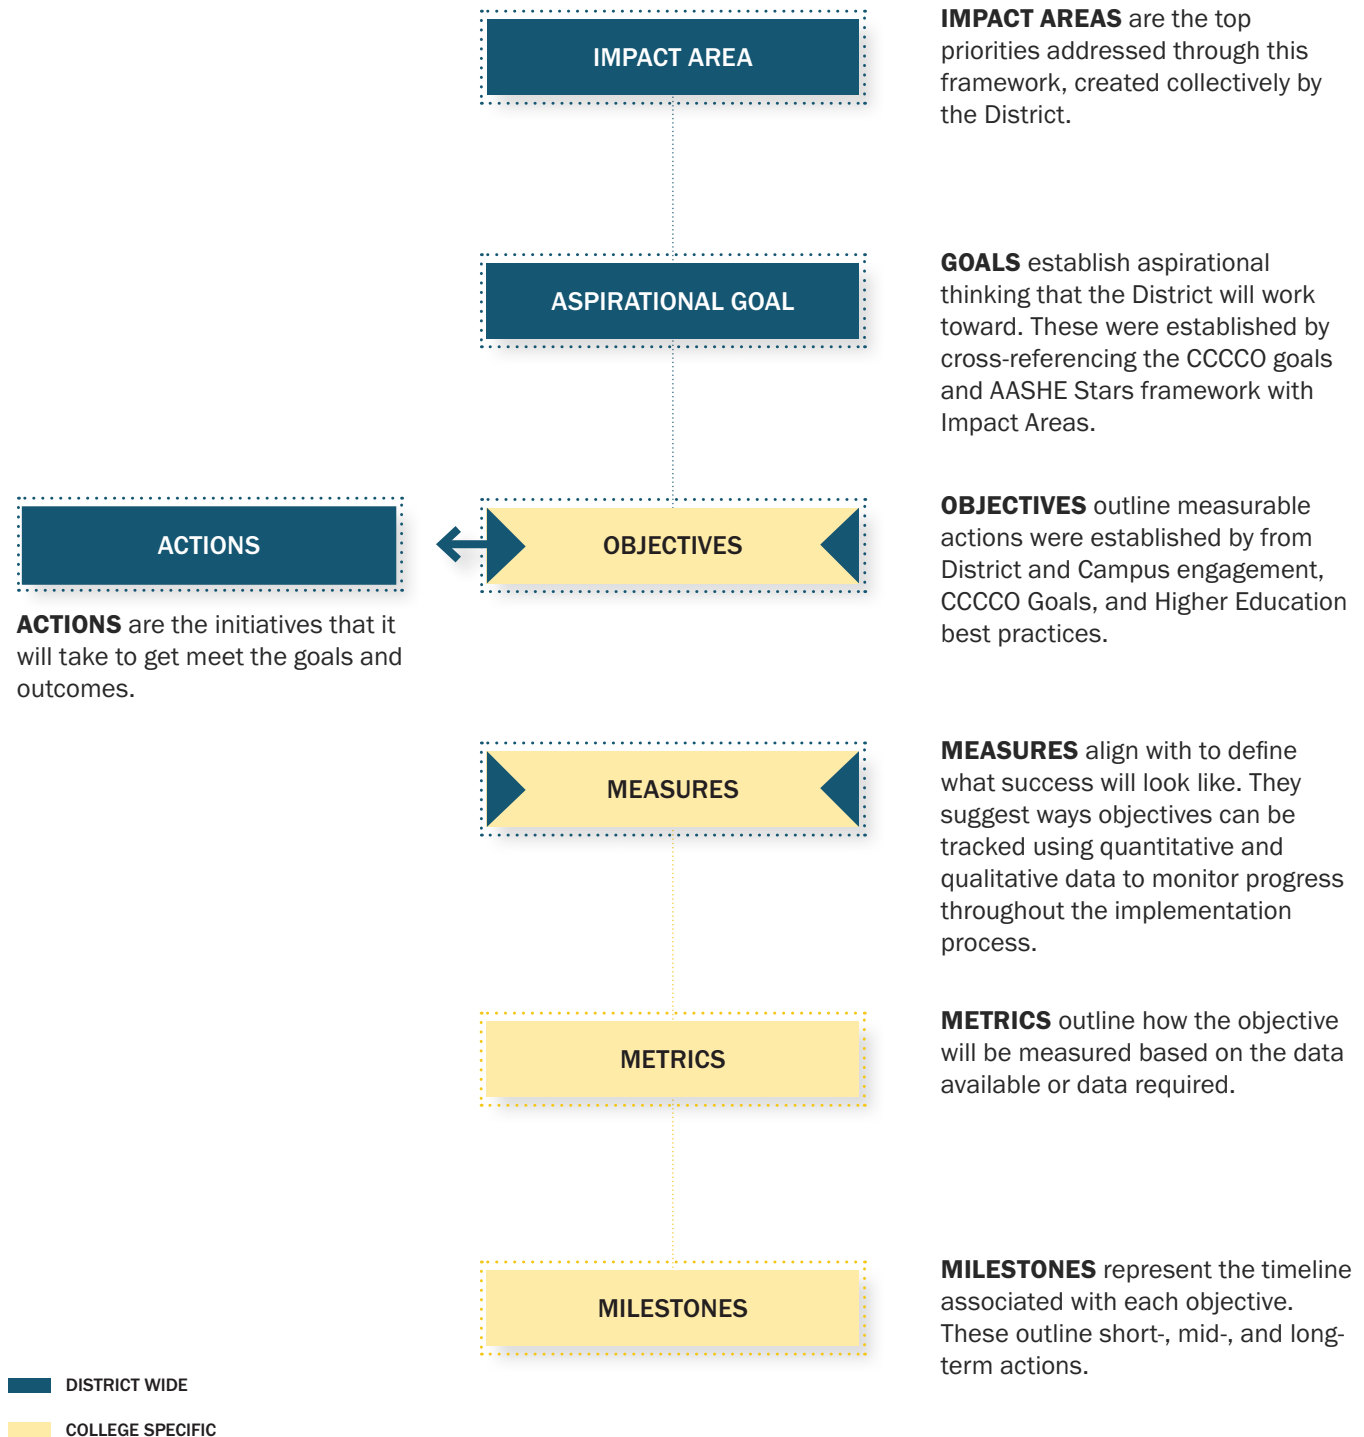 IMPACT AREA
IMPACT AREAS are the top
priorities addressed through this
framework, created collectively by
the District.
ASPIRATIONAL GOAL
GOALS establish aspirational
thinking that the District will work
toward. These were established by
cross-referencing the CCCCO goals
and AASHE Stars framework with
Impact Areas.
ACTIONS
ACTIONS are the initiatives that it
will take to get meet the goals and
outcomes.
OBJECTIVES
OBJECTIVES outline measurable
actions were established by from
District and Campus engagement,
CCCCO Goals, and Higher Education
best practices.
MEASURES
MEASURES align with to define
what success will look like. They
suggest ways objectives can be
tracked using quantitative and
qualitative data to monitor progress
throughout the implementation
process.
METRICS
METRICS outline how the objective
will be measured based on the data
available or data required.
MILESTONES
MILESTONES represent the timeline
associated with each objective.
These outline short-, mid-, and long-
term actions.
DISTRICT WIDE
COLLEGE SPECIFIC